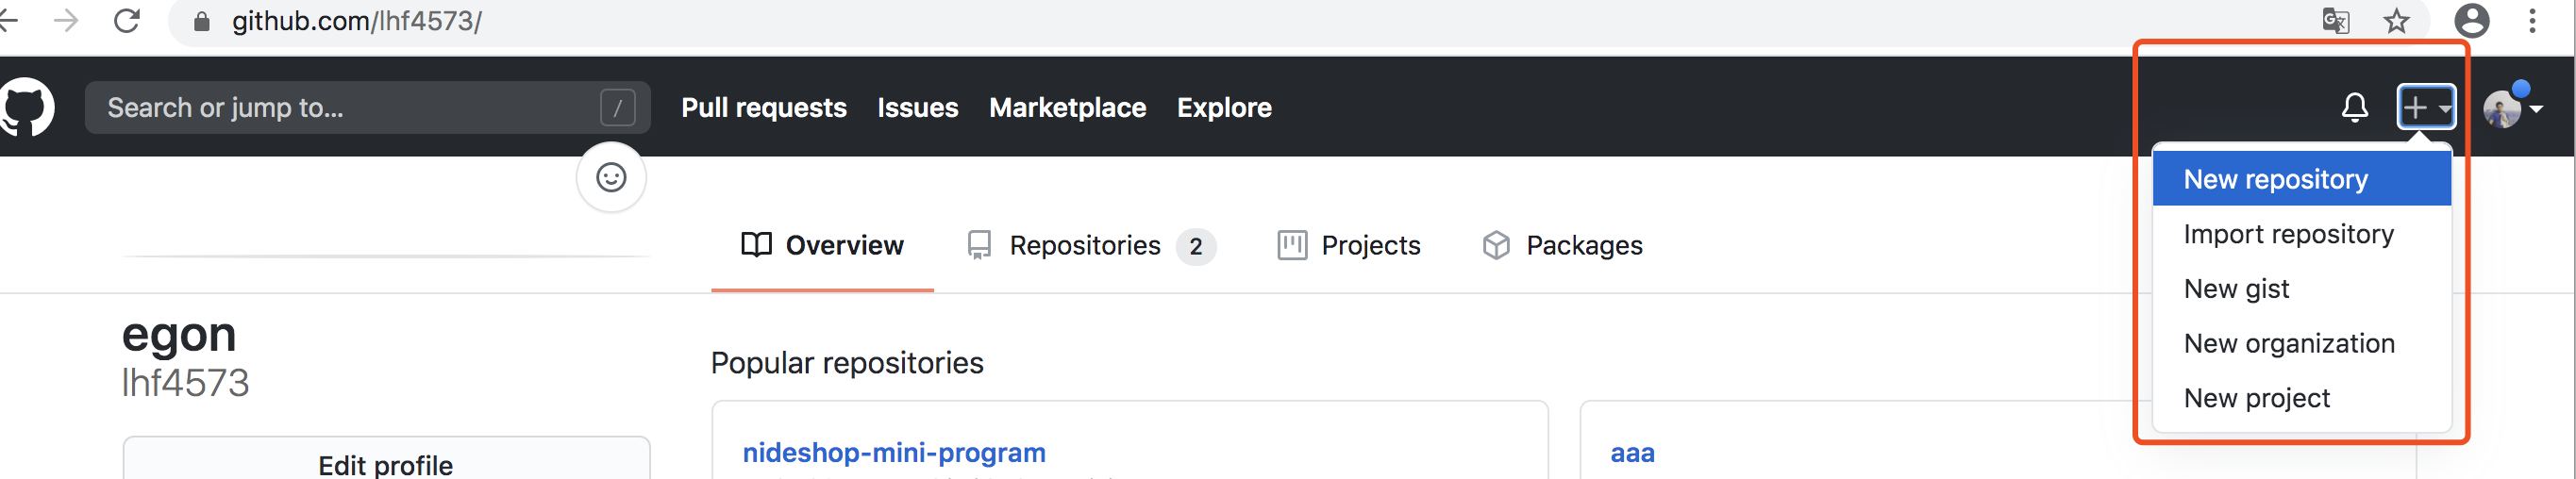 github.com/lhf4573/
Search or jump to... /
Pull requests Issues Marketplace Explore
New repository
Import repository
New gist
New organization
New project
Overview Repositories 2 Projects Packages
egon
lhf4573
Edit profile
Popular repositories
nideshop-mini-program
aaa